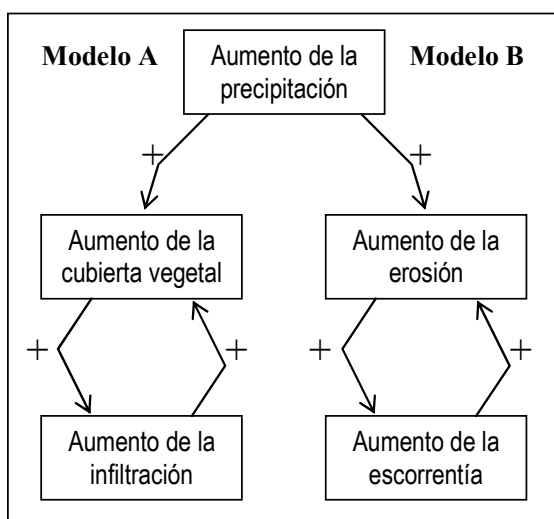 Modelo A
Aumento de la
precipitación
Modelo B
+
+
Aumento de la
cubierta vegetal
Aumento de la
erosión
+
+
+
+
Aumento de la
infiltración
Aumento de la
escorrentía